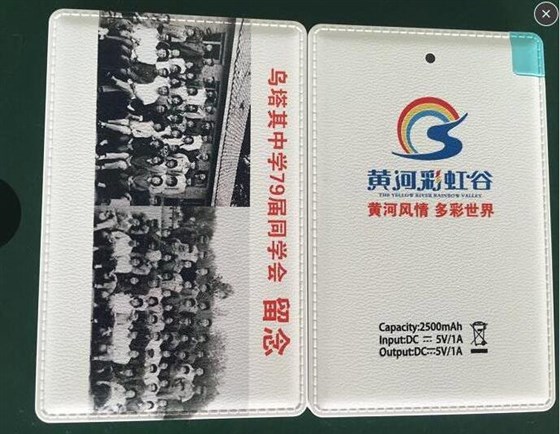 乌塔其中学79届同学会 留念
黄河彩虹谷
THE YELLOW RIVER RAINBOW VALLEY
黄河风情 多彩世界
Capacity:2500mAh
Input:DC ⎓ 5V/1A
Output:DC⎓5V/1A